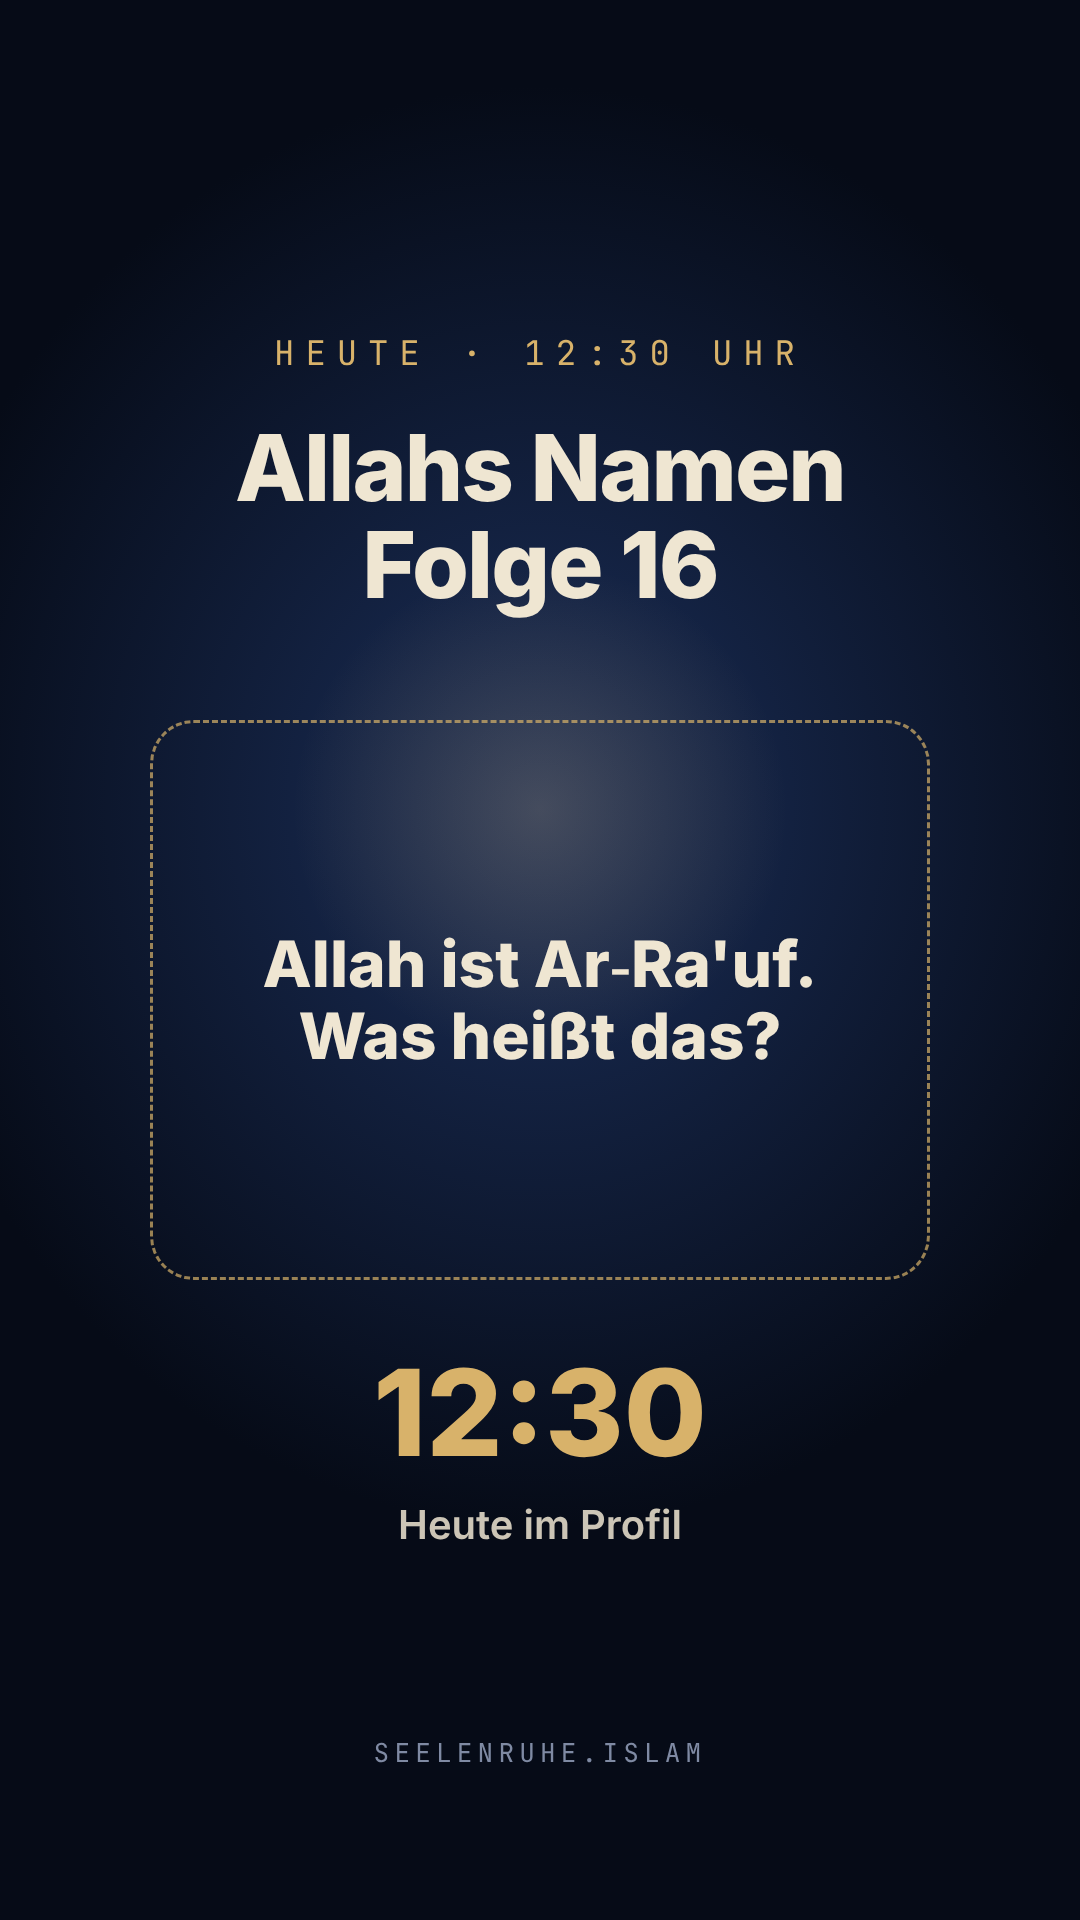 HEUTE · 12:30 UHR
Allahs Namen
Folge 16
Allah ist Ar-Ra'uf.
Was heißt das?
12:30
Heute im Profil
SEELENRUHE.ISLAM